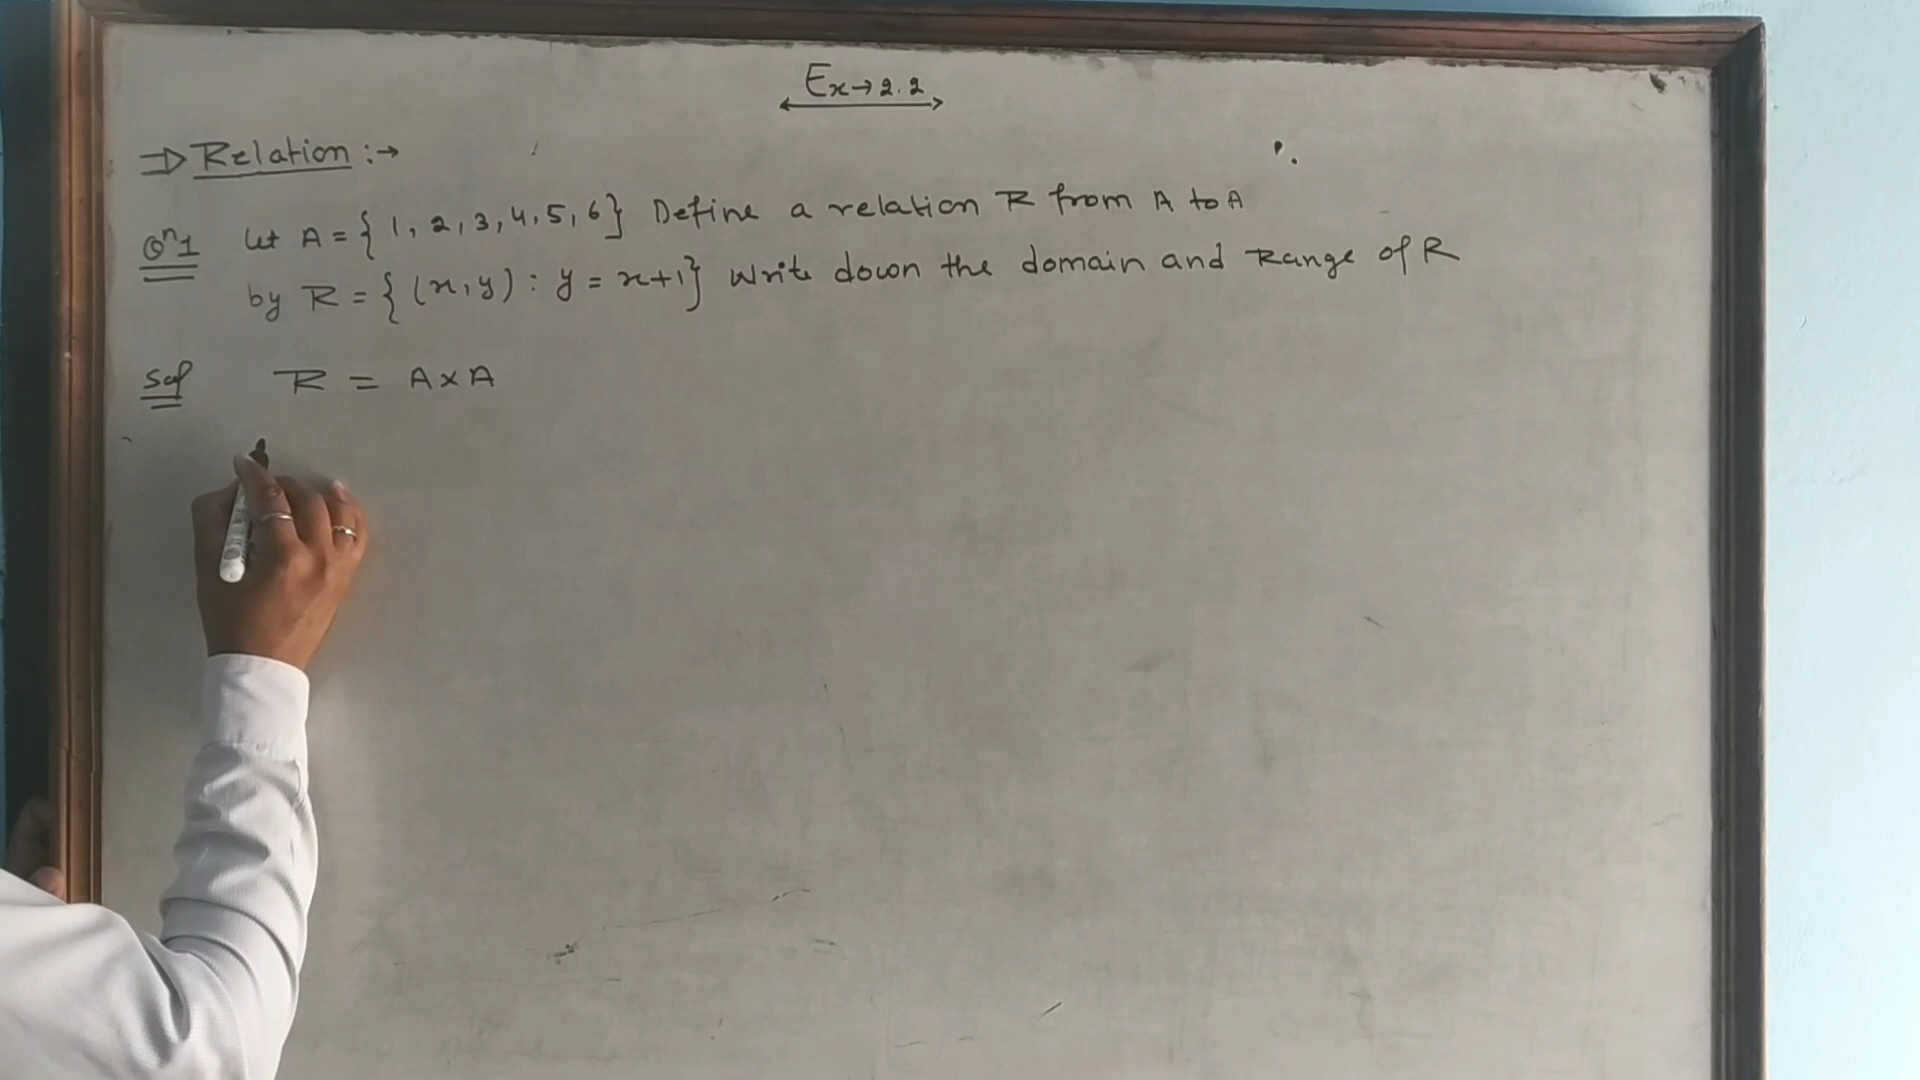 Ex→2.2
⇒ Relation :→
Qⁿ1 Let A = { 1, 2, 3, 4, 5, 6} Define a relation R from A to A
by R = { (x, y) : y = x+1} Write down the domain and Range of R
Sol R = A×A